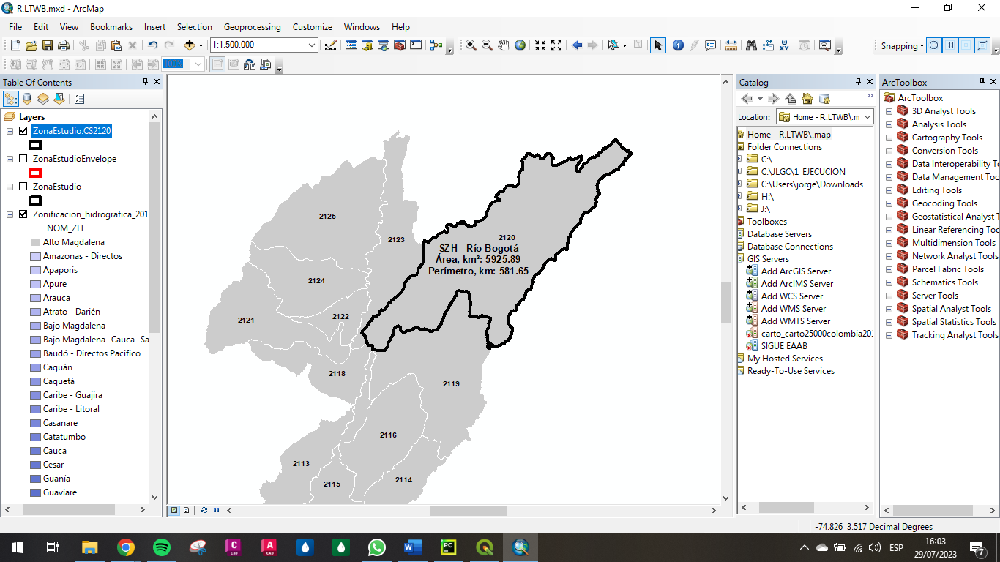 R.LTWB.mxd - ArcMap
File Edit View Bookmarks Insert Selection Geoprocessing Customize Windows Help
1:1,500,000
Snapping
100%
Table Of Contents
Layers
ZonaEstudio.CS2120
ZonaEstudioEnvelope
ZonaEstudio
Zonificacion_hidrografica_201
NOM_ZH
Alto Magdalena
Amazonas - Directos
Apaporis
Apure
Arauca
Atrato - Darién
Bajo Magdalena
Bajo Magdalena- Cauca -Sa
Baudó - Directos Pacifico
Caguán
Caquetá
Caribe - Guajira
Caribe - Litoral
Casanare
Catatumbo
Cauca
Cesar
Guanía
Guaviare
2125
2123
2120
SZH - Río Bogotá
Área, km²: 5925.89
Perímetro, km: 581.65
2124
2121
2122
2118
2119
2116
2113
2115
2114
Catalog
Location: Home - R.LTWB\.m
Home - R.LTWB\.map
Folder Connections
C:\
C:\JLGC\1_EJECUCION
C:\Users\jorge\Downloads
H:\
J:\
Toolboxes
Database Servers
Database Connections
GIS Servers
Add ArcGIS Server
Add ArcIMS Server
Add WCS Server
Add WMS Server
Add WMTS Server
carto_carto25000colombia20
SIGUE EAAB
My Hosted Services
Ready-To-Use Services
ArcToolbox
ArcToolbox
3D Analyst Tools
Analysis Tools
Cartography Tools
Conversion Tools
Data Interoperability T
Data Management Too
Editing Tools
Geocoding Tools
Geostatistical Analyst T
Linear Referencing Too
Multidimension Tools
Network Analyst Tools
Parcel Fabric Tools
Schematics Tools
Server Tools
Spatial Analyst Tools
Spatial Statistics Tools
Tracking Analyst Tools
-74.826 3.517 Decimal Degrees
ESP
16:03
29/07/2023
7